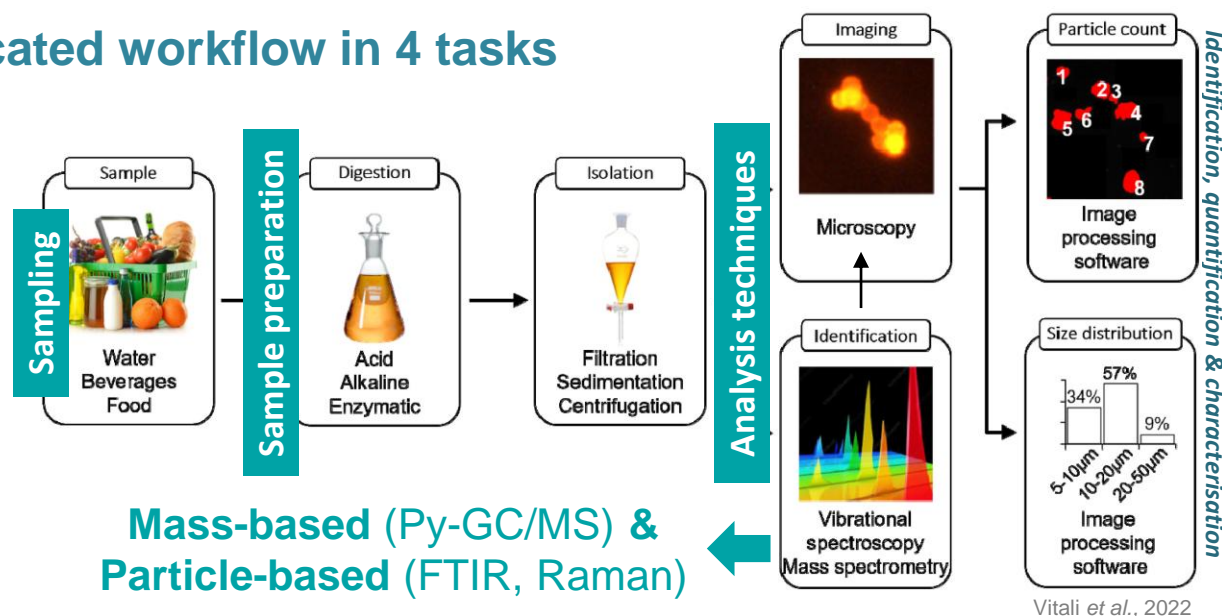 cated workflow in 4 tasks
Sampling
Sample
Water
Beverages
Food
Sample preparation
Digestion
Acid
Alkaline
Enzymatic
Isolation
Filtration
Sedimentation
Centrifugation
Analysis techniques
Imaging
Microscopy
Identification
Vibrational
spectroscopy
Mass spectrometry
Particle count
1
2
3
4
5
6
7
8
Image
processing
software
Size distribution
34%
57%
9%
5-10µm
10-20µm
20-50µm
Image
processing
software
Identification, quantification & characterisation
Mass-based (Py-GC/MS) &
Particle-based (FTIR, Raman)
Vitali et al., 2022